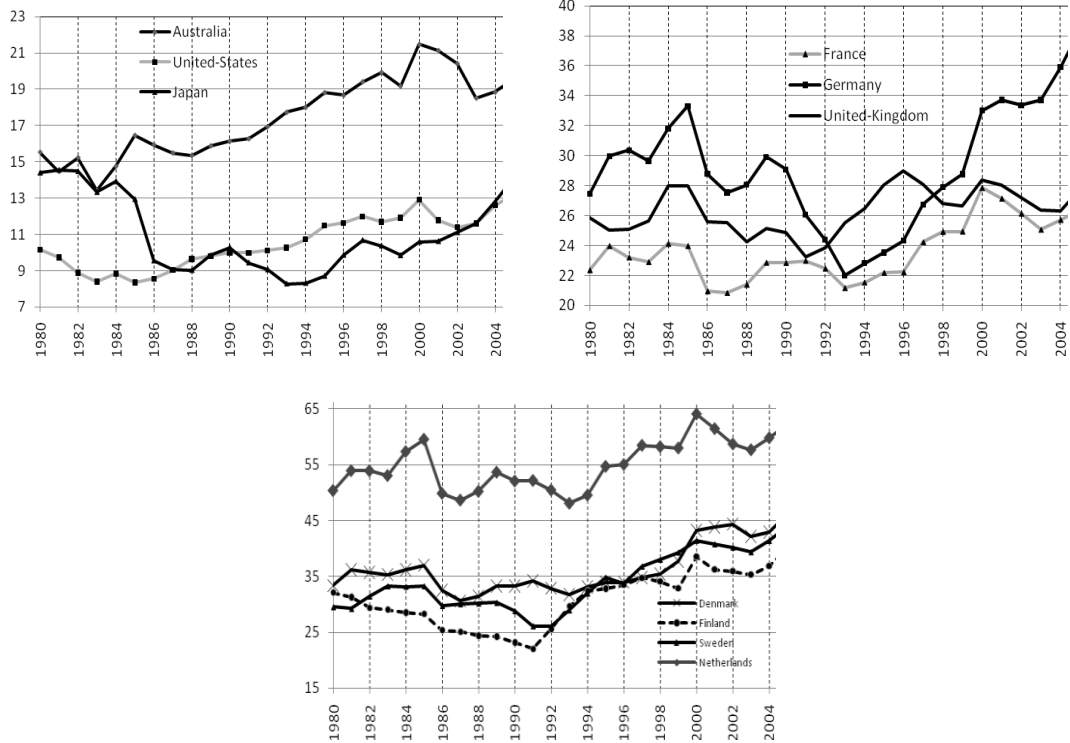 23
21
19
17
15
13
11
9
7
Australia
United-States
Japan
1980 1982 1984 1986 1988 1990 1992 1994 1996 1998 2000 2002 2004
40
38
36
34
32
30
28
26
24
22
20
France
Germany
United-Kingdom
1980 1982 1984 1986 1988 1990 1992 1994 1996 1998 2000 2002 2004
65
55
45
35
25
15
Denmark
Finland
Sweden
Netherlands
1980 1982 1984 1986 1988 1990 1992 1994 1996 1998 2000 2002 2004